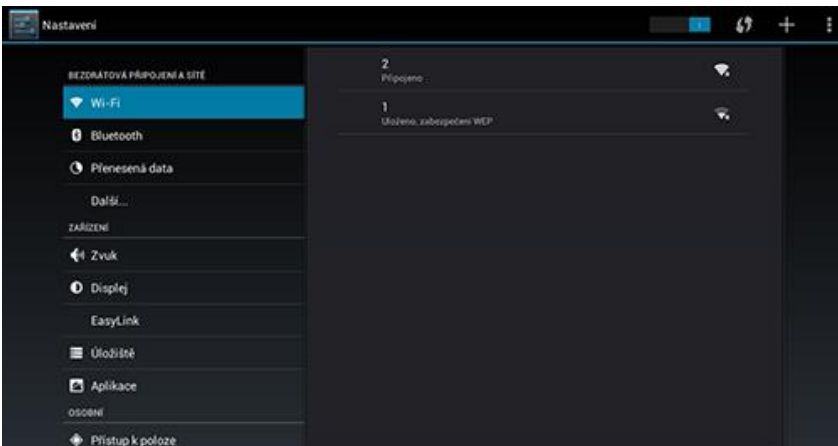 Nastavení
BEZDRÁTOVÁ PŘIPOJENÍ A SÍTĚ
Wi-Fi
Bluetooth
Přenesená data
Další...
ZAŘÍZENÍ
Zvuk
Displej
EasyLink
Úložiště
Aplikace
OSOBNÍ
Přístup k poloze
2
Připojeno
1
Uloženo, zabezpečení WEP